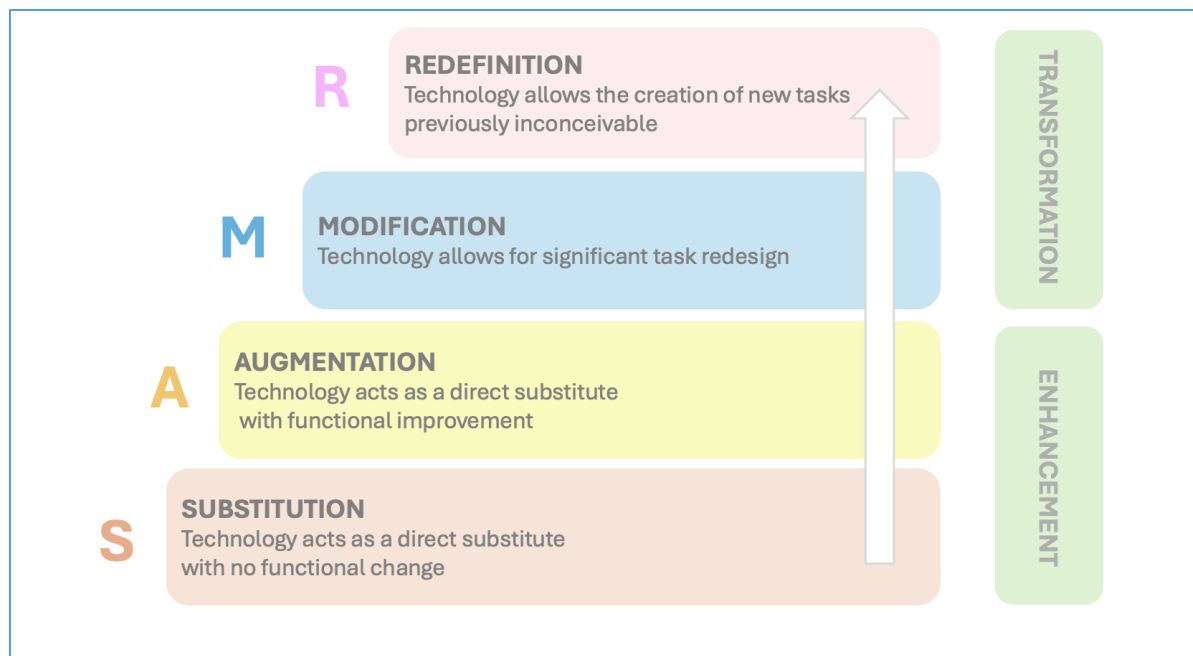 R
REDEFINITION
Technology allows the creation of new tasks
previously inconceivable
M
MODIFICATION
Technology allows for significant task redesign
TRANSFORMATION
A
AUGMENTATION
Technology acts as a direct substitute
with functional improvement
S
SUBSTITUTION
Technology acts as a direct substitute
with no functional change
ENHANCEMENT